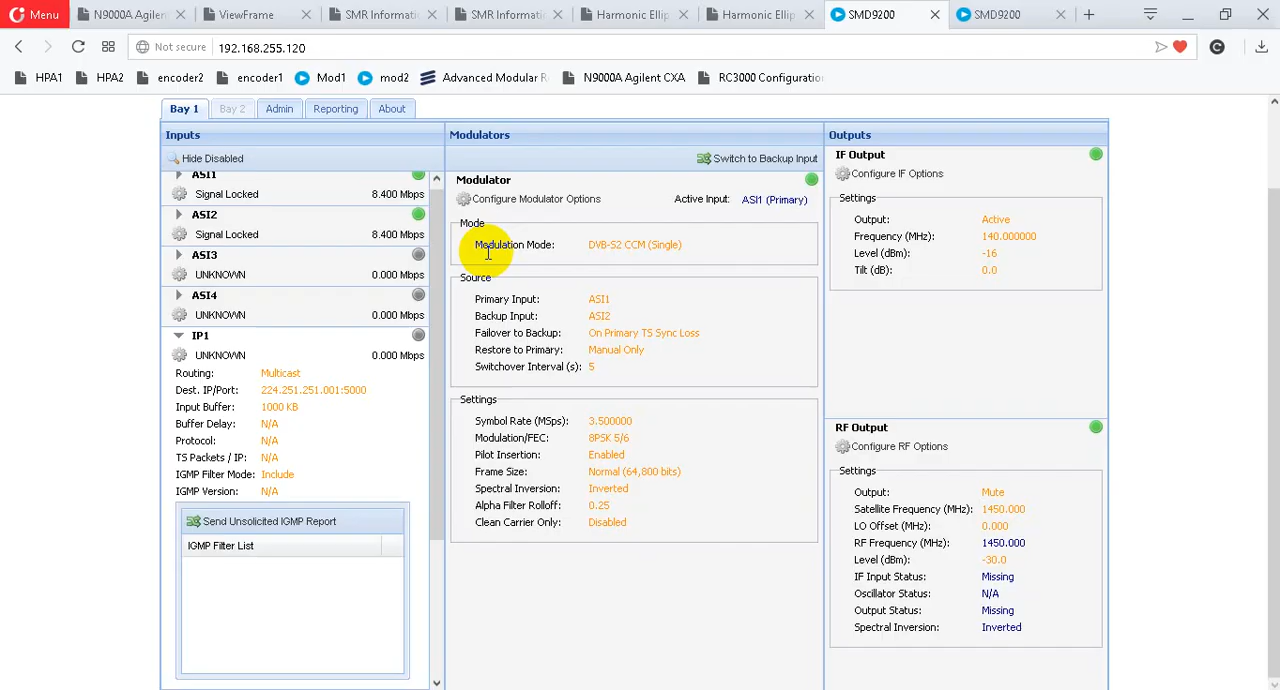 Menu
N9000A Agilen
ViewFrame
SMR Informati
SMR Informati
Harmonic Ellip
Harmonic Ellip
SMD9200
SMD9200
Not secure
192.168.255.120
HPA1
HPA2
encoder2
encoder1
Mod1
mod2
Advanced Modular R
N9000A Agilent CXA
RC3000 Configuratio
Bay 1
Bay 2
Admin
Reporting
About
Inputs
Hide Disabled
ASI1
Signal Locked 8.400 Mbps
ASI2
Signal Locked 8.400 Mbps
ASI3
UNKNOWN 0.000 Mbps
ASI4
UNKNOWN 0.000 Mbps
IP1
UNKNOWN 0.000 Mbps
Routing: Multicast
Dest. IP/Port: 224.251.251.001:5000
Input Buffer: 1000 KB
Buffer Delay: N/A
Protocol: N/A
TS Packets / IP: N/A
IGMP Filter Mode: Include
IGMP Version: N/A
Send Unsolicited IGMP Report
IGMP Filter List
Modulators
Switch to Backup Input
Modulator
Configure Modulator Options Active Input: ASI1 (Primary)
Mode
Modulation Mode: DVB-S2 CCM (Single)
Source
Primary Input: ASI1
Backup Input: ASI2
Failover to Backup: On Primary TS Sync Loss
Restore to Primary: Manual Only
Switchover Interval (s): 5
Settings
Symbol Rate (MSps): 3.500000
Modulation/FEC: 8PSK 5/6
Pilot Insertion: Enabled
Frame Size: Normal (64,800 bits)
Spectral Inversion: Inverted
Alpha Filter Rolloff: 0.25
Clean Carrier Only: Disabled
Outputs
IF Output
Configure IF Options
Settings
Output: Active
Frequency (MHz): 140.000000
Level (dBm): -16
Tilt (dB): 0.0
RF Output
Configure RF Options
Settings
Output: Mute
Satellite Frequency (MHz): 1450.000
LO Offset (MHz): 0.000
RF Frequency (MHz): 1450.000
Level (dBm): -30.0
IF Input Status: Missing
Oscillator Status: N/A
Output Status: Missing
Spectral Inversion: Inverted